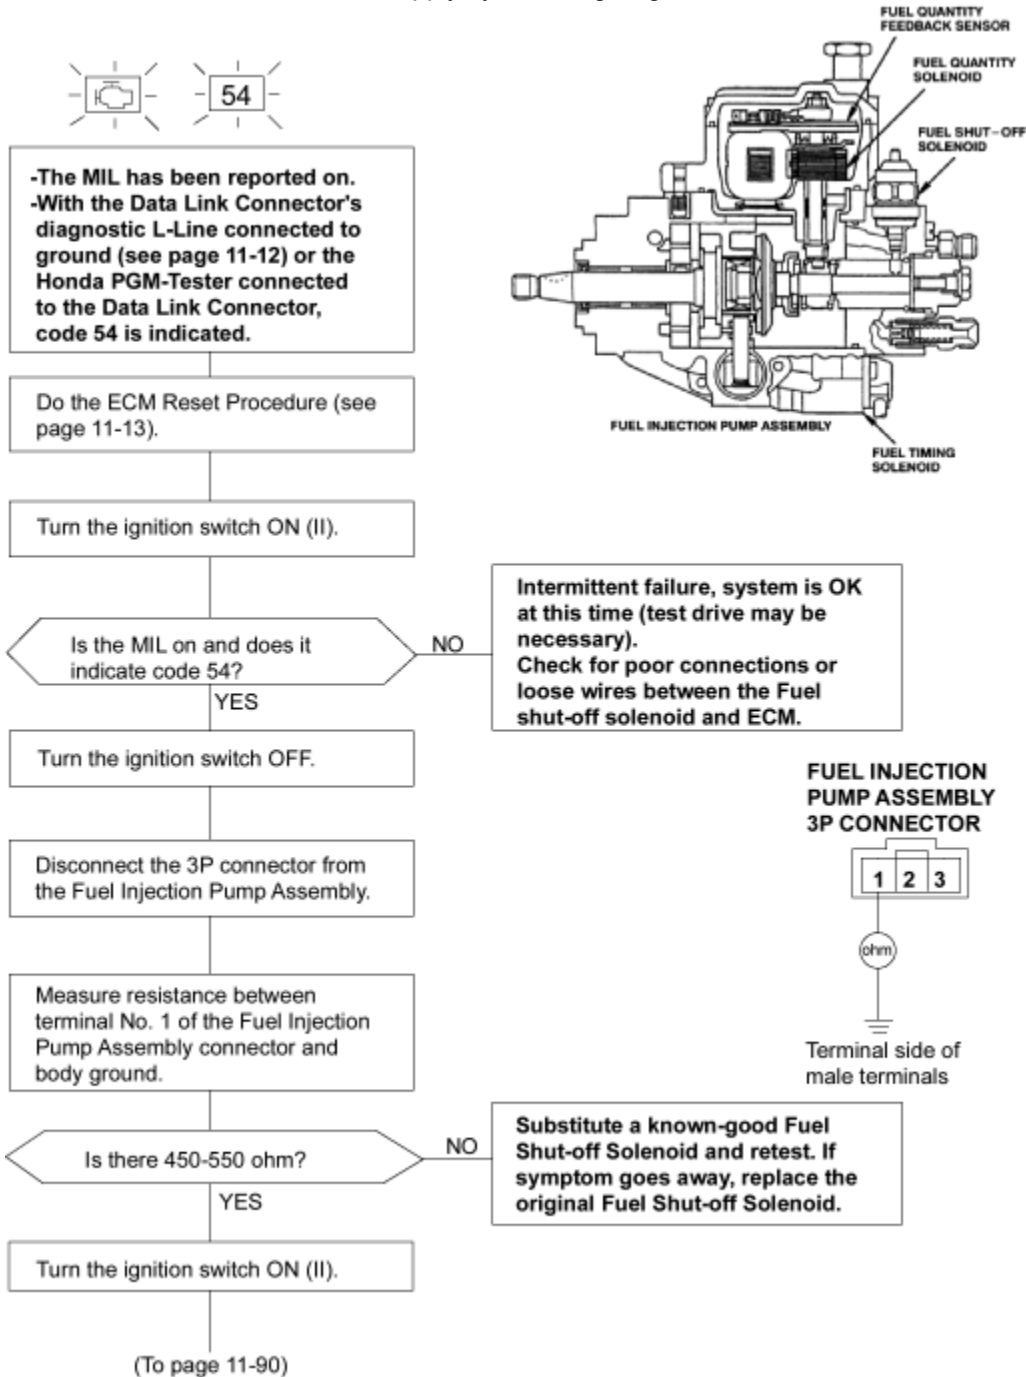 FUEL QUANTITY
FEEDBACK SENSOR
FUEL QUANTITY
SOLENOID
FUEL SHUT-OFF
SOLENOID
FUEL INJECTION PUMP ASSEMBLY
FUEL TIMING
SOLENOID
54
-The MIL has been reported on.
-With the Data Link Connector's
diagnostic L-Line connected to
ground (see page 11-12) or the
Honda PGM-Tester connected
to the Data Link Connector,
code 54 is indicated.
Do the ECM Reset Procedure (see
page 11-13).
Turn the ignition switch ON (II).
Is the MIL on and does it
indicate code 54?
NO
Intermittent failure, system is OK
at this time (test drive may be
necessary).
Check for poor connections or
loose wires between the Fuel
shut-off solenoid and ECM.
YES
Turn the ignition switch OFF.
Disconnect the 3P connector from
the Fuel Injection Pump Assembly.
FUEL INJECTION
PUMP ASSEMBLY
3P CONNECTOR
1 2 3
ohm
Terminal side of
male terminals
Measure resistance between
terminal No. 1 of the Fuel Injection
Pump Assembly connector and
body ground.
Is there 450-550 ohm?
NO
Substitute a known-good Fuel
Shut-off Solenoid and retest. If
symptom goes away, replace the
original Fuel Shut-off Solenoid.
YES
Turn the ignition switch ON (II).
(To page 11-90)